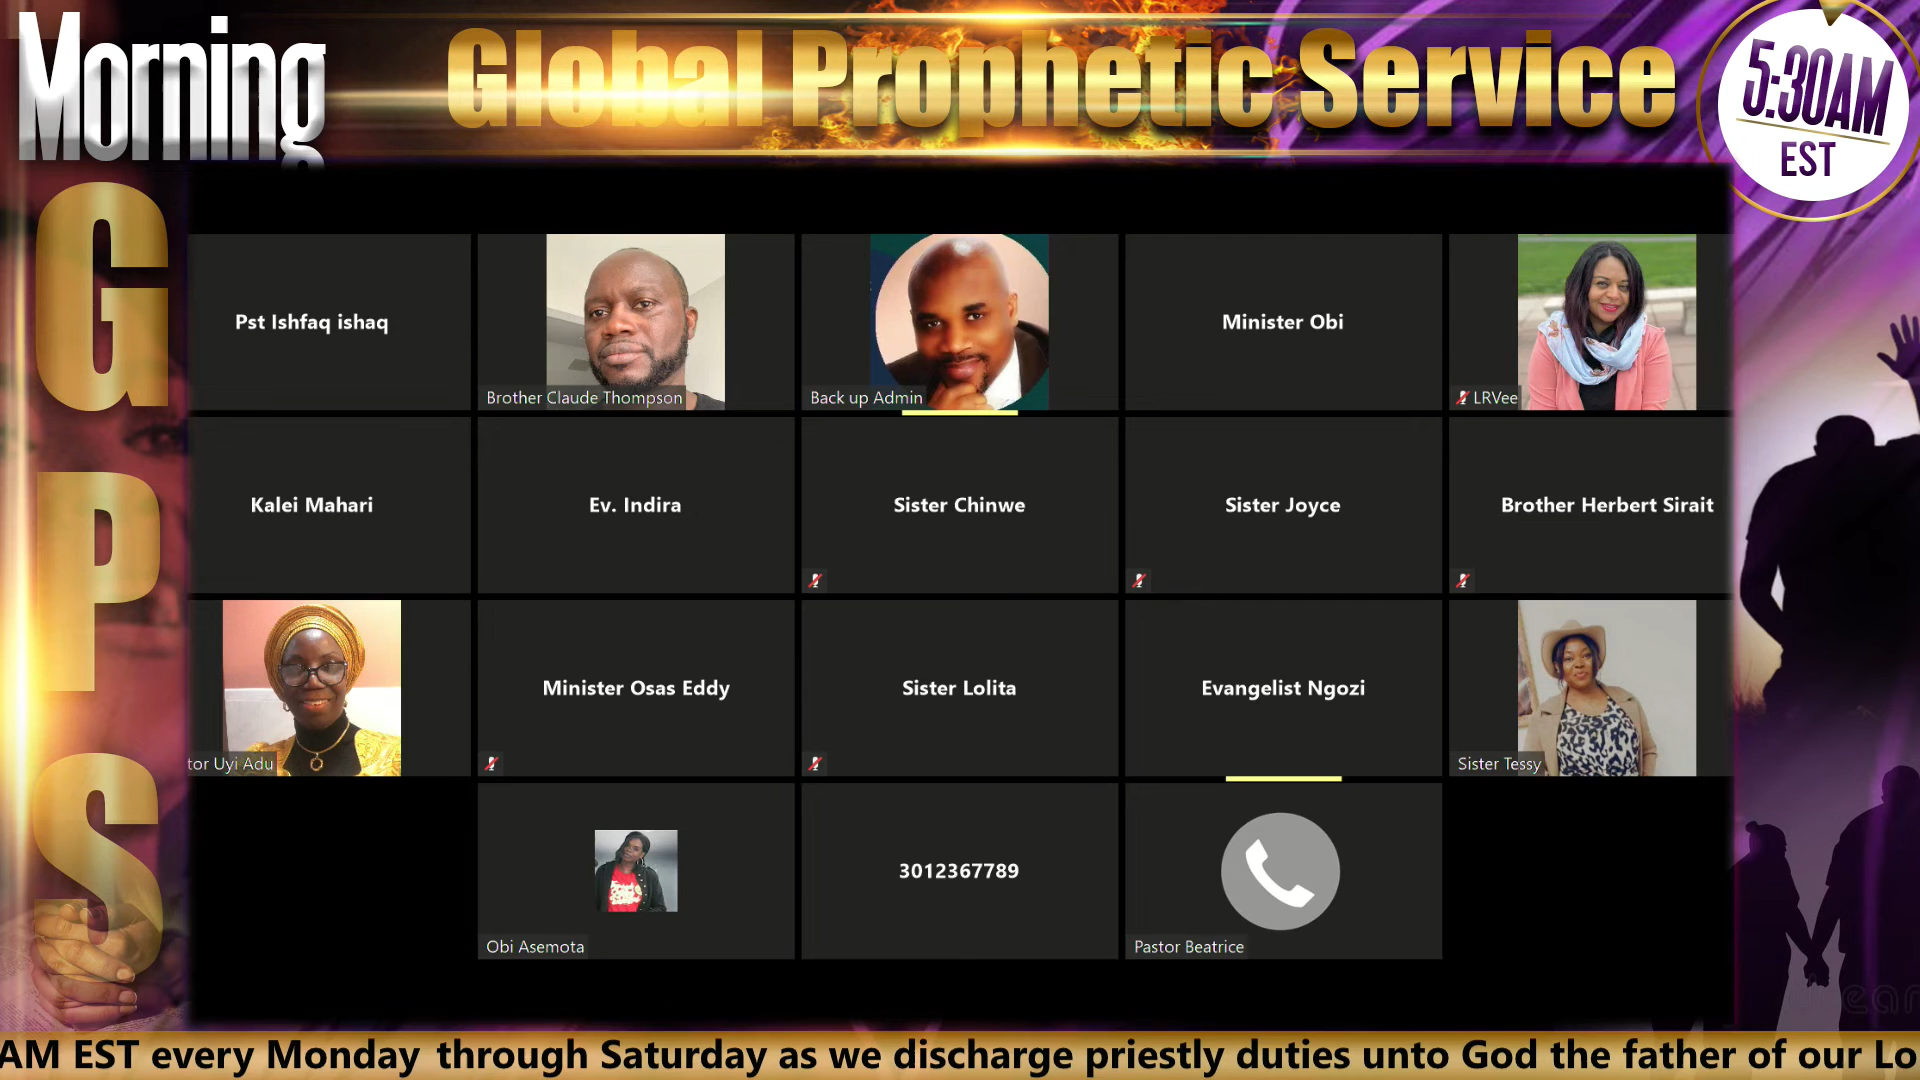 Morning
Global Prophetic Service
5:30AM
EST
G
P
S
Pst Ishfaq ishaq
Brother Claude Thompson
Back up Admin
Minister Obi
LRVee
Kalei Mahari
Ev. Indira
Sister Chinwe
Sister Joyce
Brother Herbert Sirait
tor Uyi Adu
Minister Osas Eddy
Sister Lolita
Evangelist Ngozi
Sister Tessy
Obi Asemota
3012367789
Pastor Beatrice
AM EST every Monday through Saturday as we discharge priestly duties unto God the father of our Lo